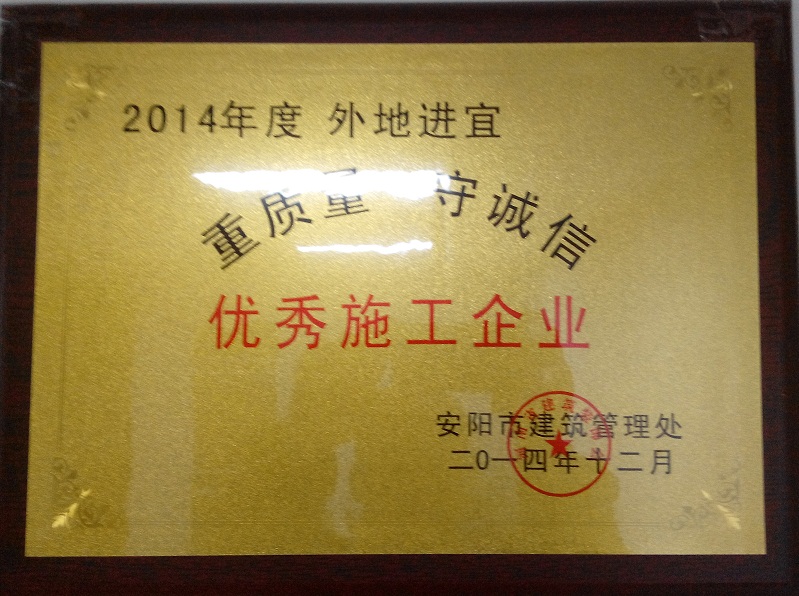 2014年度 外地进宜
重质量 守诚信
优秀施工企业
安阳市建筑管理处
二0一四年十二月